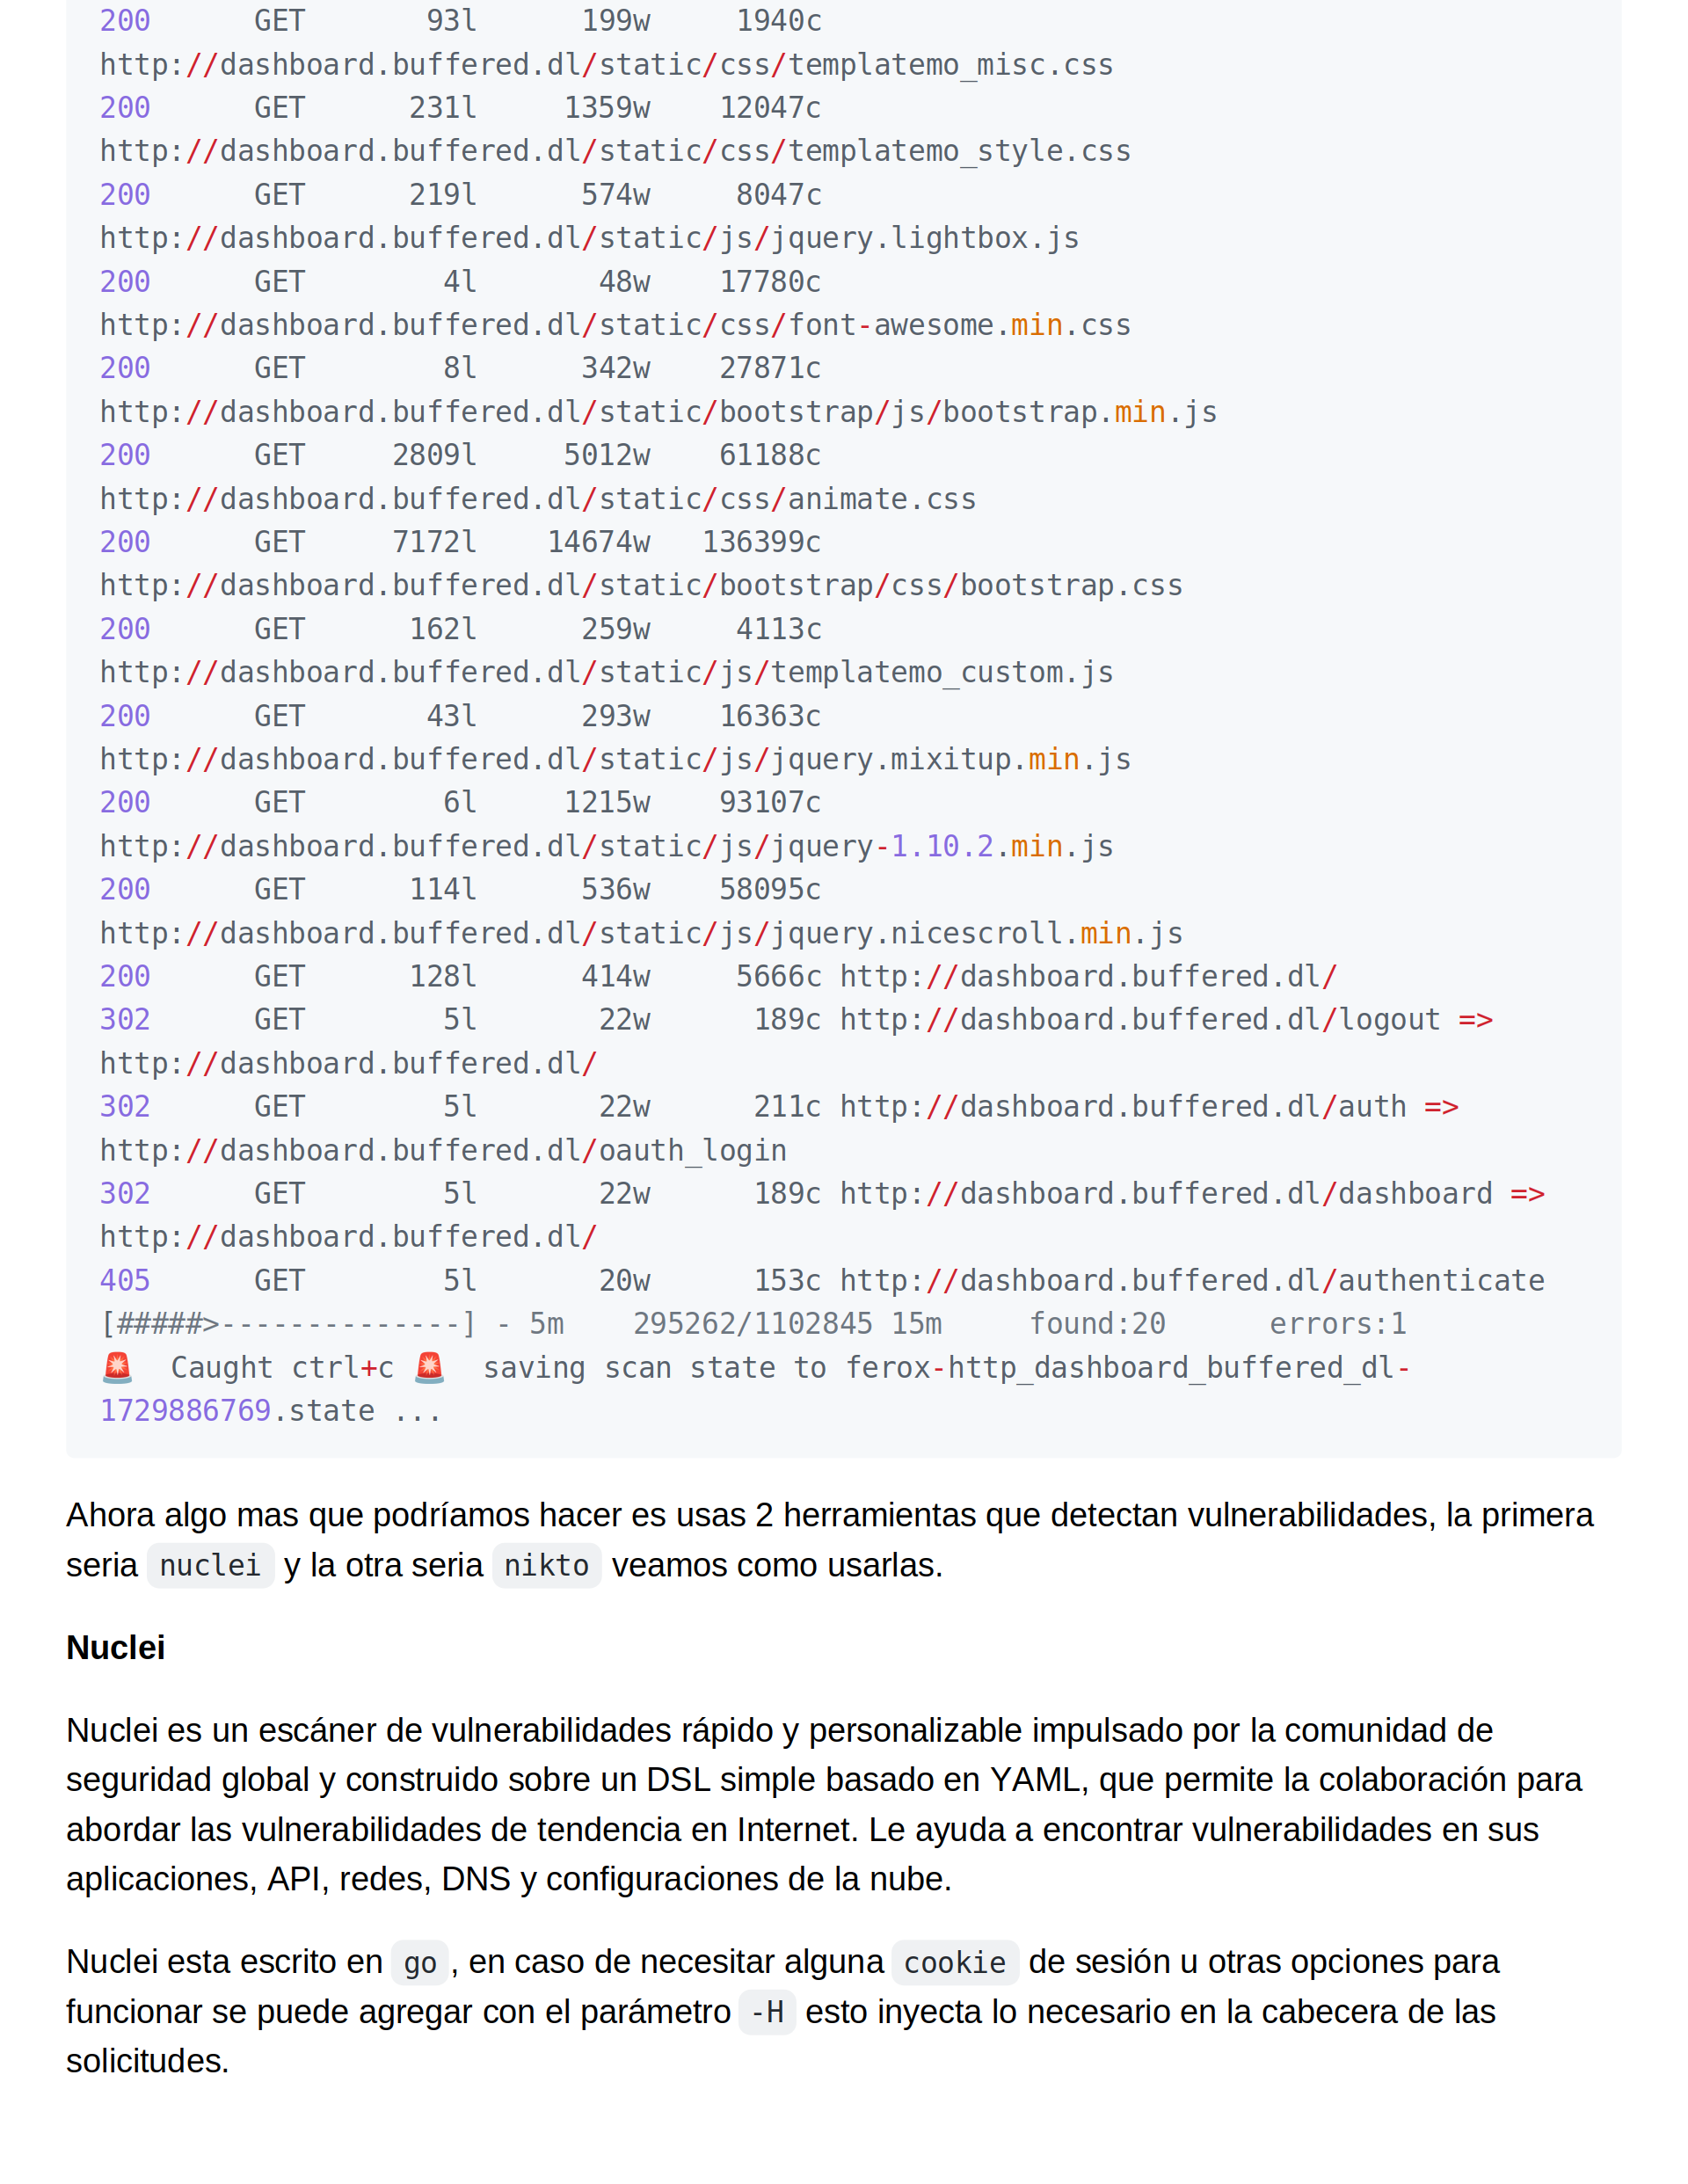 200      GET       93l      199w     1940c
http://dashboard.buffered.dl/static/css/templatemo_misc.css
200      GET      231l     1359w    12047c
http://dashboard.buffered.dl/static/css/templatemo_style.css
200      GET      219l      574w     8047c
http://dashboard.buffered.dl/static/js/jquery.lightbox.js
200      GET        4l       48w    17780c
http://dashboard.buffered.dl/static/css/font-awesome.min.css
200      GET        8l      342w    27871c
http://dashboard.buffered.dl/static/bootstrap/js/bootstrap.min.js
200      GET     2809l     5012w    61188c
http://dashboard.buffered.dl/static/css/animate.css
200      GET     7172l    14674w   136399c
http://dashboard.buffered.dl/static/bootstrap/css/bootstrap.css
200      GET      162l      259w     4113c
http://dashboard.buffered.dl/static/js/templatemo_custom.js
200      GET       43l      293w    16363c
http://dashboard.buffered.dl/static/js/jquery.mixitup.min.js
200      GET        6l     1215w    93107c
http://dashboard.buffered.dl/static/js/jquery-1.10.2.min.js
200      GET      114l      536w    58095c
http://dashboard.buffered.dl/static/js/jquery.nicescroll.min.js
200      GET      128l      414w     5666c http://dashboard.buffered.dl/
302      GET        5l       22w      189c http://dashboard.buffered.dl/logout =>
http://dashboard.buffered.dl/
302      GET        5l       22w      211c http://dashboard.buffered.dl/auth =>
http://dashboard.buffered.dl/oauth_login
302      GET        5l       22w      189c http://dashboard.buffered.dl/dashboard =>
http://dashboard.buffered.dl/
405      GET        5l       20w      153c http://dashboard.buffered.dl/authenticate
[#####>--------------] - 5m    295262/1102845 15m     found:20      errors:1
🚨  Caught ctrl+c 🚨  saving scan state to ferox-http_dashboard_buffered_dl-
1729886769.state ...
Ahora algo mas que podríamos hacer es usas 2 herramientas que detectan vulnerabilidades, la primera
seria nuclei y la otra seria nikto veamos como usarlas.
Nuclei
Nuclei es un escáner de vulnerabilidades rápido y personalizable impulsado por la comunidad de
seguridad global y construido sobre un DSL simple basado en YAML, que permite la colaboración para
abordar las vulnerabilidades de tendencia en Internet. Le ayuda a encontrar vulnerabilidades en sus
aplicaciones, API, redes, DNS y configuraciones de la nube.
Nuclei esta escrito en go, en caso de necesitar alguna cookie de sesión u otras opciones para
funcionar se puede agregar con el parámetro -H esto inyecta lo necesario en la cabecera de las
solicitudes.